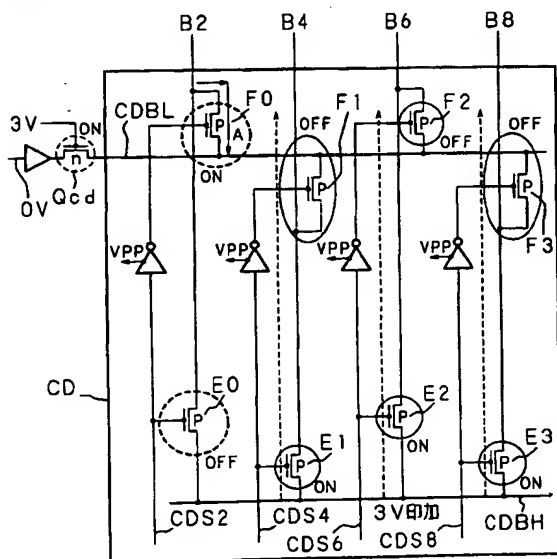 B2 B4 B6 B8
3V ON CDBL F0 A ON
OFF F1
F2 OFF
OFF F3
n P P P P
0V Qcd
VPP VPP VPP VPP
CD
E0 P OFF
E1 P ON
E2 P ON
E3 P ON
CDS2 CDS4 CDS6 3V印加 CDS8 CDBH